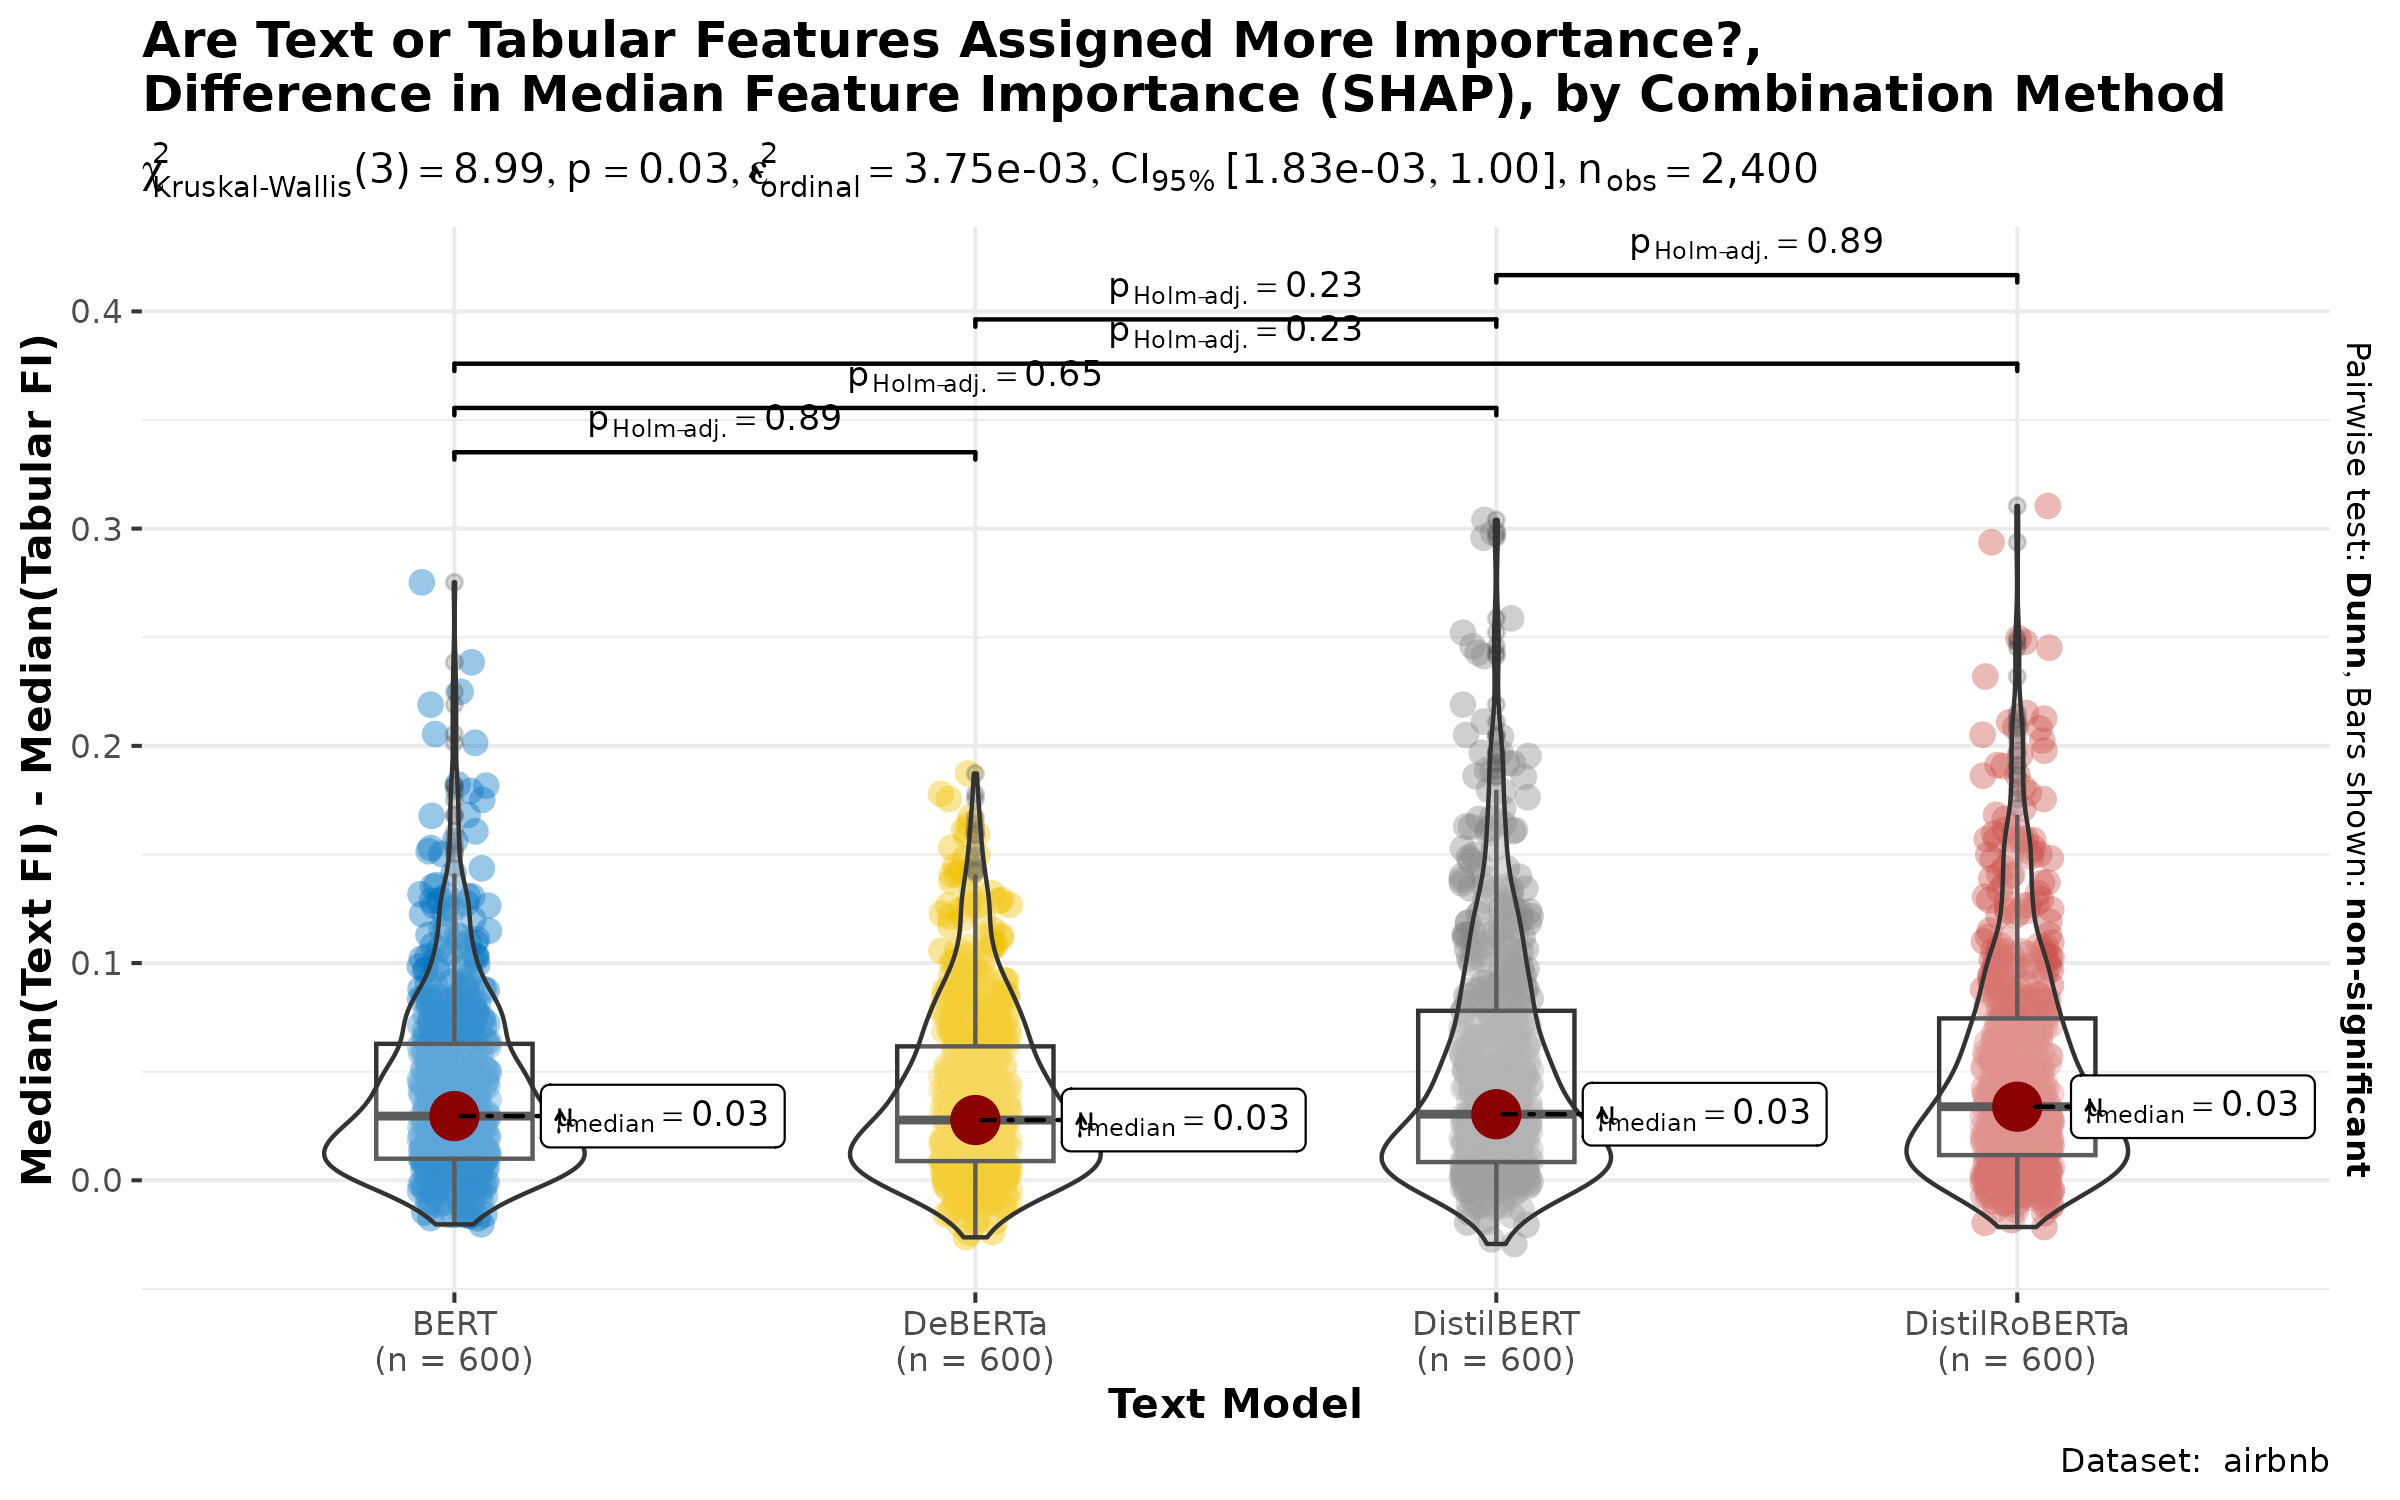 Are Text or Tabular Features Assigned More Importance?,
Difference in Median Feature Importance (SHAP), by Combination Method
χ²Kruskal-Wallis(3) = 8.99, p = 0.03, ε̂²ordinal = 3.75e-03, CI95% [1.83e-03, 1.00], nobs = 2,400
pHolm-adj. = 0.89
pHolm-adj. = 0.23
pHolm-adj. = 0.23
pHolm-adj. = 0.65
pHolm-adj. = 0.89
Median(Text FI) - Median(Tabular FI)
0.4
0.3
0.2
0.1
0.0
μ̂median = 0.03
μ̂median = 0.03
μ̂median = 0.03
μ̂median = 0.03
Pairwise test: Dunn, Bars shown: non-significant
BERT
(n = 600)
DeBERTa
(n = 600)
DistilBERT
(n = 600)
DistilRoBERTa
(n = 600)
Text Model
Dataset: airbnb